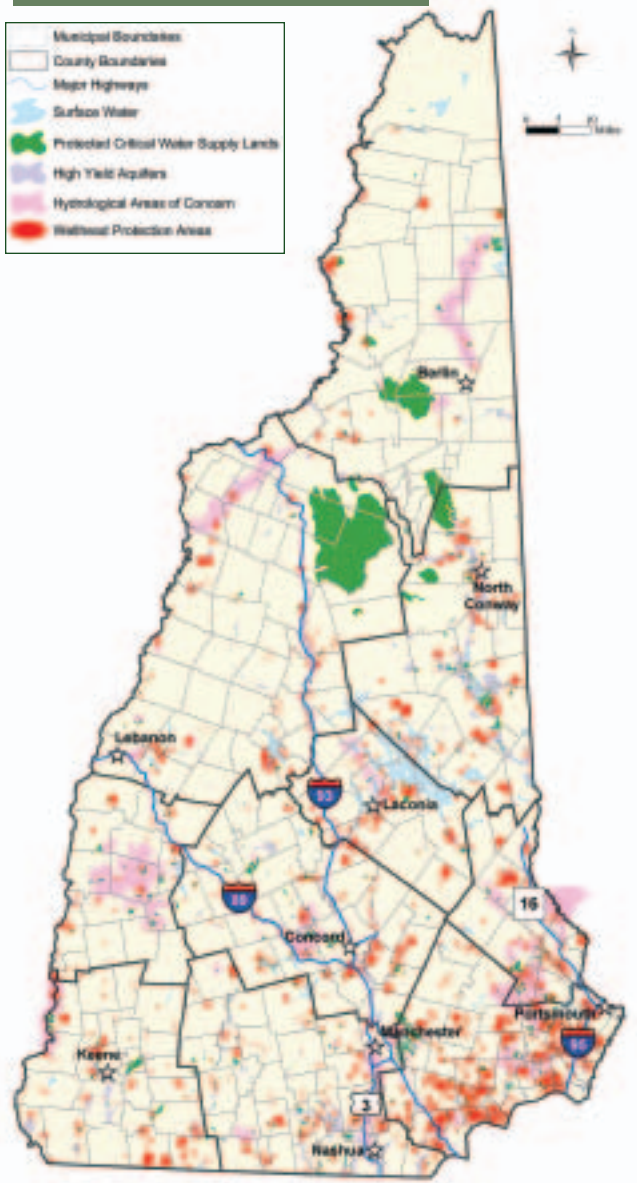 Municipal Boundaries
County Boundaries
Major Highways
Surface Water
Protected Critical Water Supply Lands
High Yield Aquifers
Hydrological Areas of Concern
Wellhead Protection Areas
Miles
Berlin
North
Conway
Lebanon
93
Laconia
89
16
Concord
Portsmouth
Manchester
95
Keene
3
Nashua